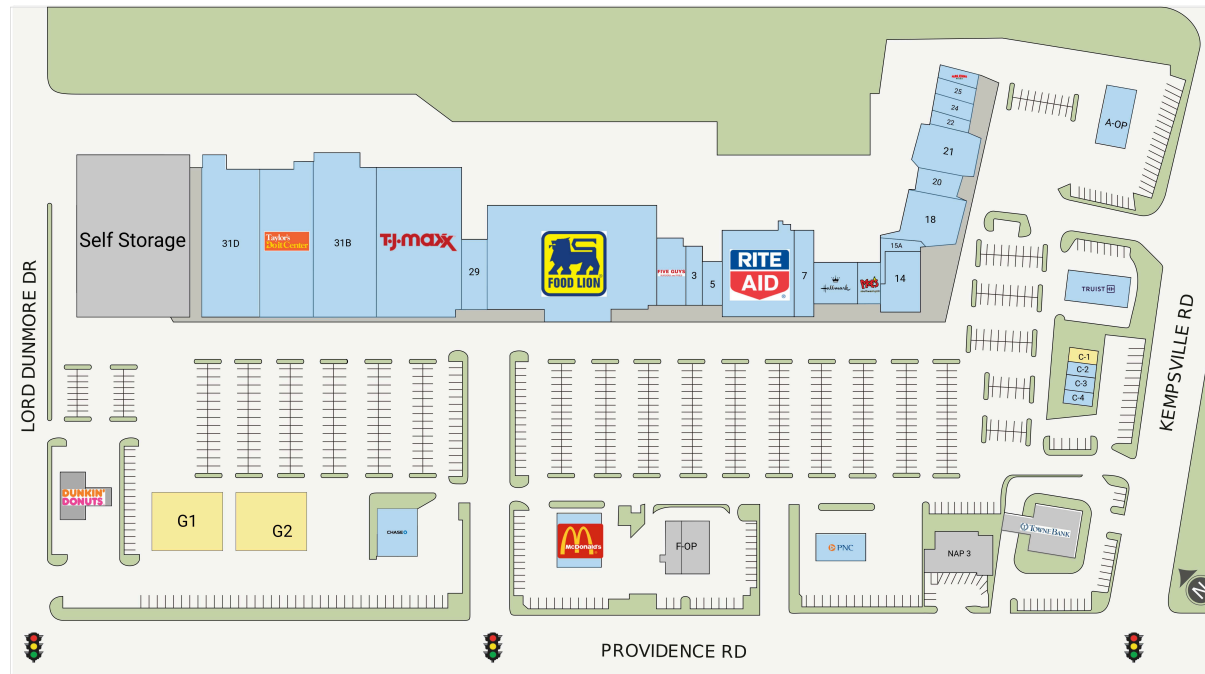 25
24
22
A-OP
21
20
18
15A
14
Self Storage
31D
Taylor's
Do it Center
31B
T·J·maxx
29
FOOD LION
FIVE GUYS
3
5
RITE
AID
7
Hallmark
TRUIST
C-1
C-2
C-3
C-4
LORD DUNMORE DR
KEMPSVILLE RD
DUNKIN'
DONUTS
G1
G2
CHASE
McDonald's
F-OP
PNC
NAP 3
TOWNE BANK
N
PROVIDENCE RD